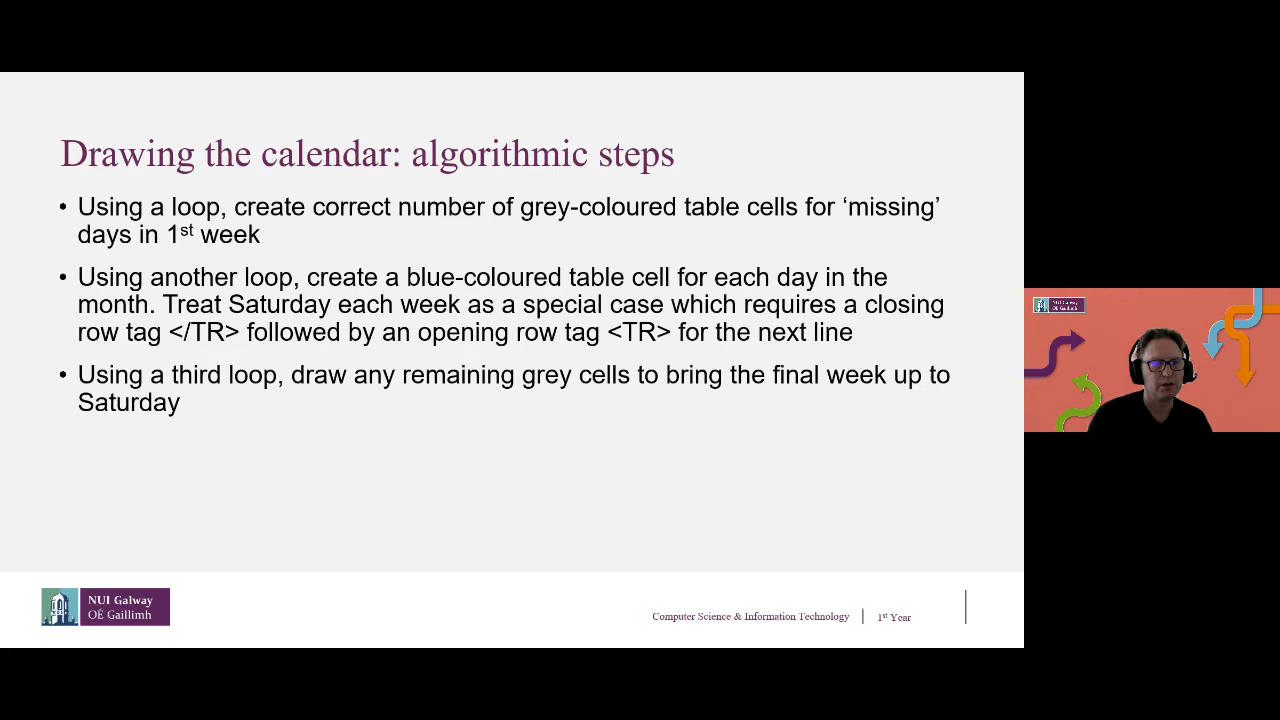 Drawing the calendar: algorithmic steps
• Using a loop, create correct number of grey-coloured table cells for ‘missing’
days in 1st week
• Using another loop, create a blue-coloured table cell for each day in the
month. Treat Saturday each week as a special case which requires a closing
row tag </TR> followed by an opening row tag <TR> for the next line
• Using a third loop, draw any remaining grey cells to bring the final week up to
Saturday
NUI Galway
OÉ Gaillimh
Computer Science & Information Technology
1st Year
NUI Galway
OÉ Gaillimh